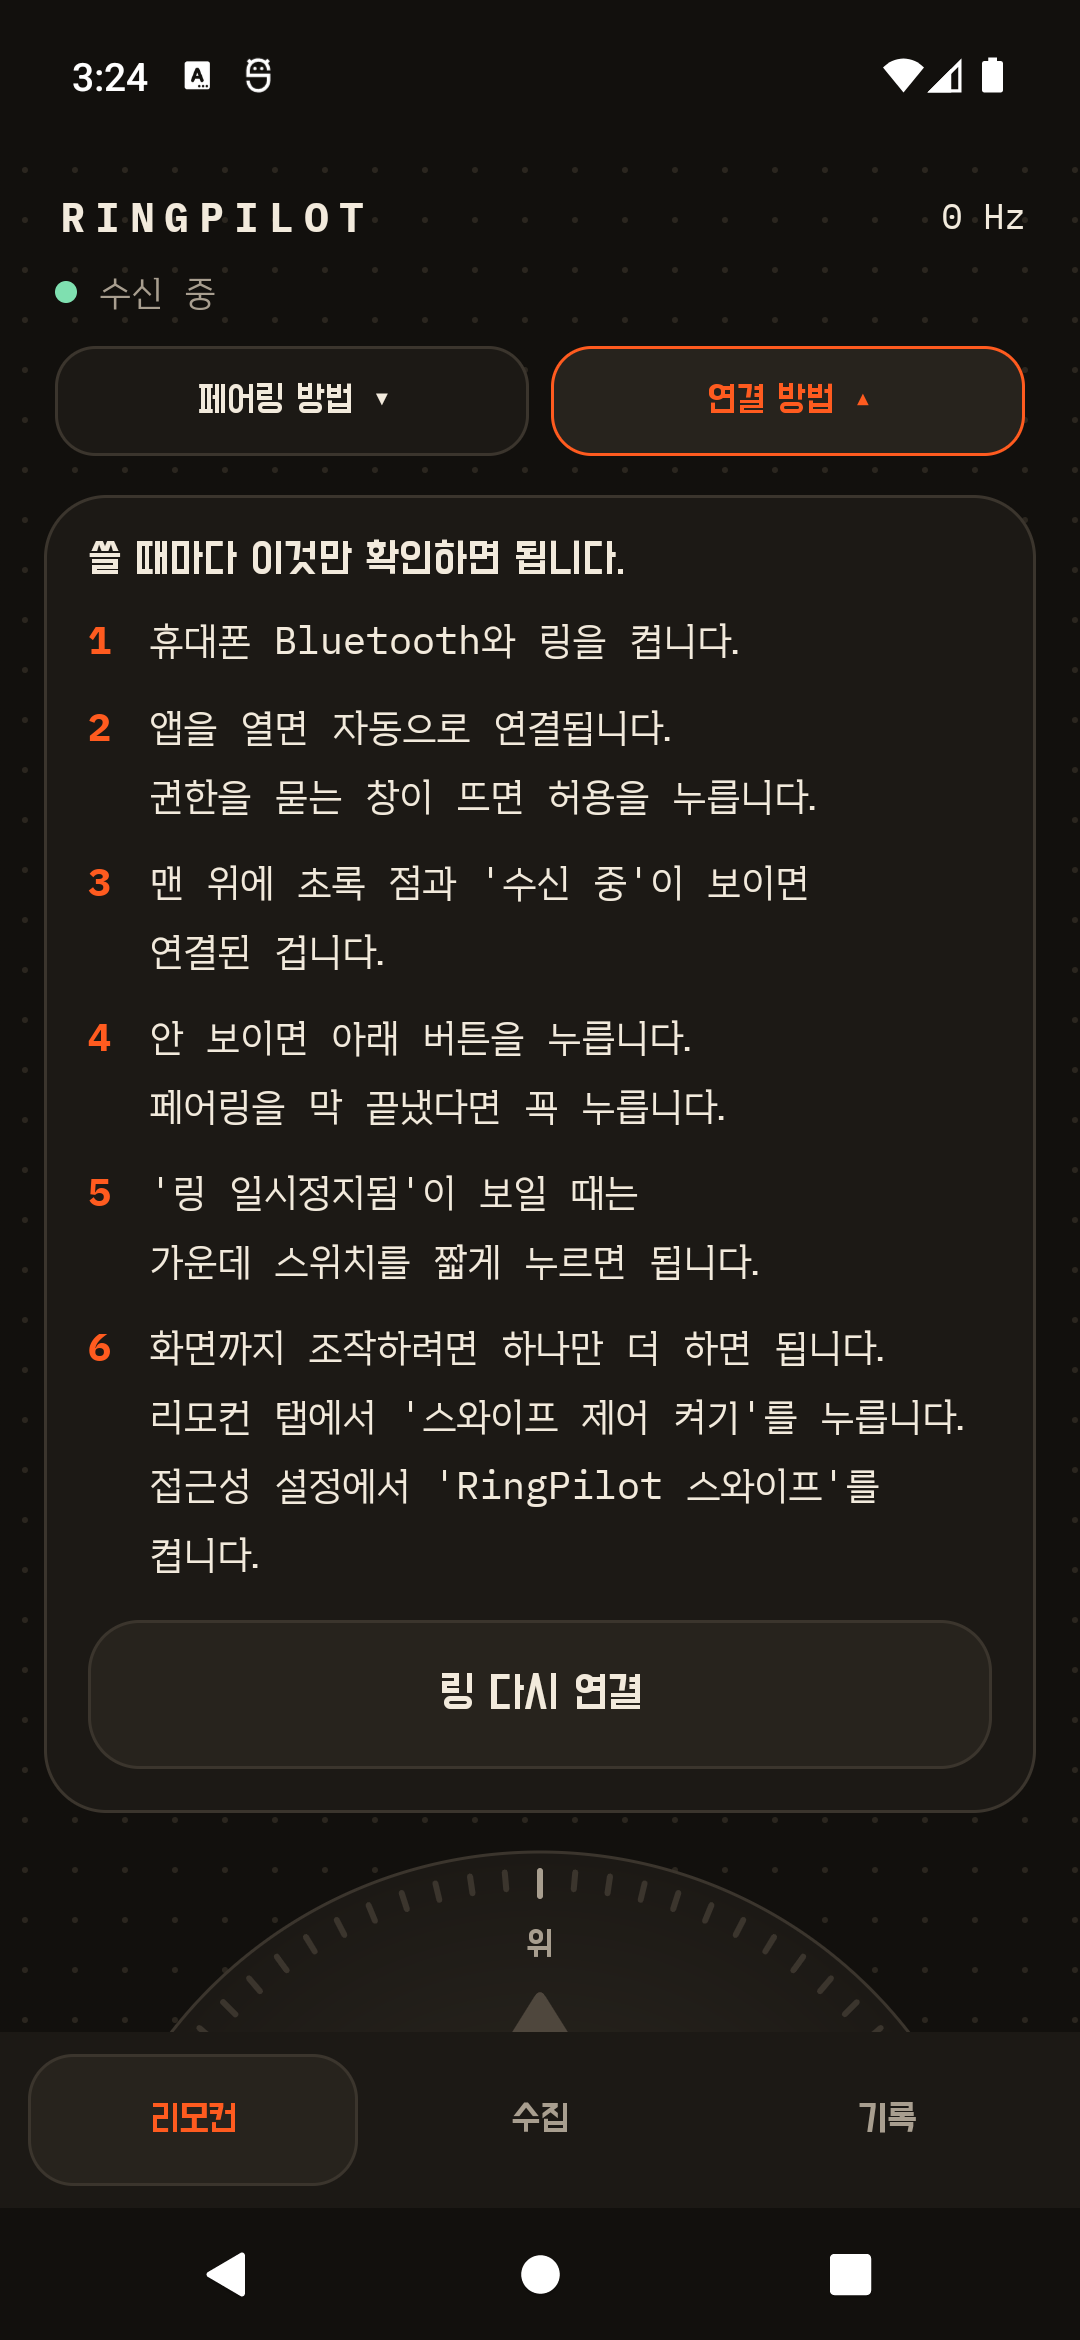 3:24
RINGPILOT
0 Hz
수신 중
페어링 방법 ▼
연결 방법 ▲
쓸 때마다 이것만 확인하면 됩니다.
1 휴대폰 Bluetooth와 링을 켭니다.
2 앱을 열면 자동으로 연결됩니다.
권한을 묻는 창이 뜨면 허용을 누릅니다.
3 맨 위에 초록 점과 '수신 중'이 보이면
연결된 겁니다.
4 안 보이면 아래 버튼을 누릅니다.
페어링을 막 끝냈다면 꼭 누릅니다.
5 '링 일시정지됨'이 보일 때는
가운데 스위치를 짧게 누르면 됩니다.
6 화면까지 조작하려면 하나만 더 하면 됩니다.
리모컨 탭에서 '스와이프 제어 켜기'를 누릅니다.
접근성 설정에서 'RingPilot 스와이프'를
켭니다.
링 다시 연결
위
리모컨
수집
기록